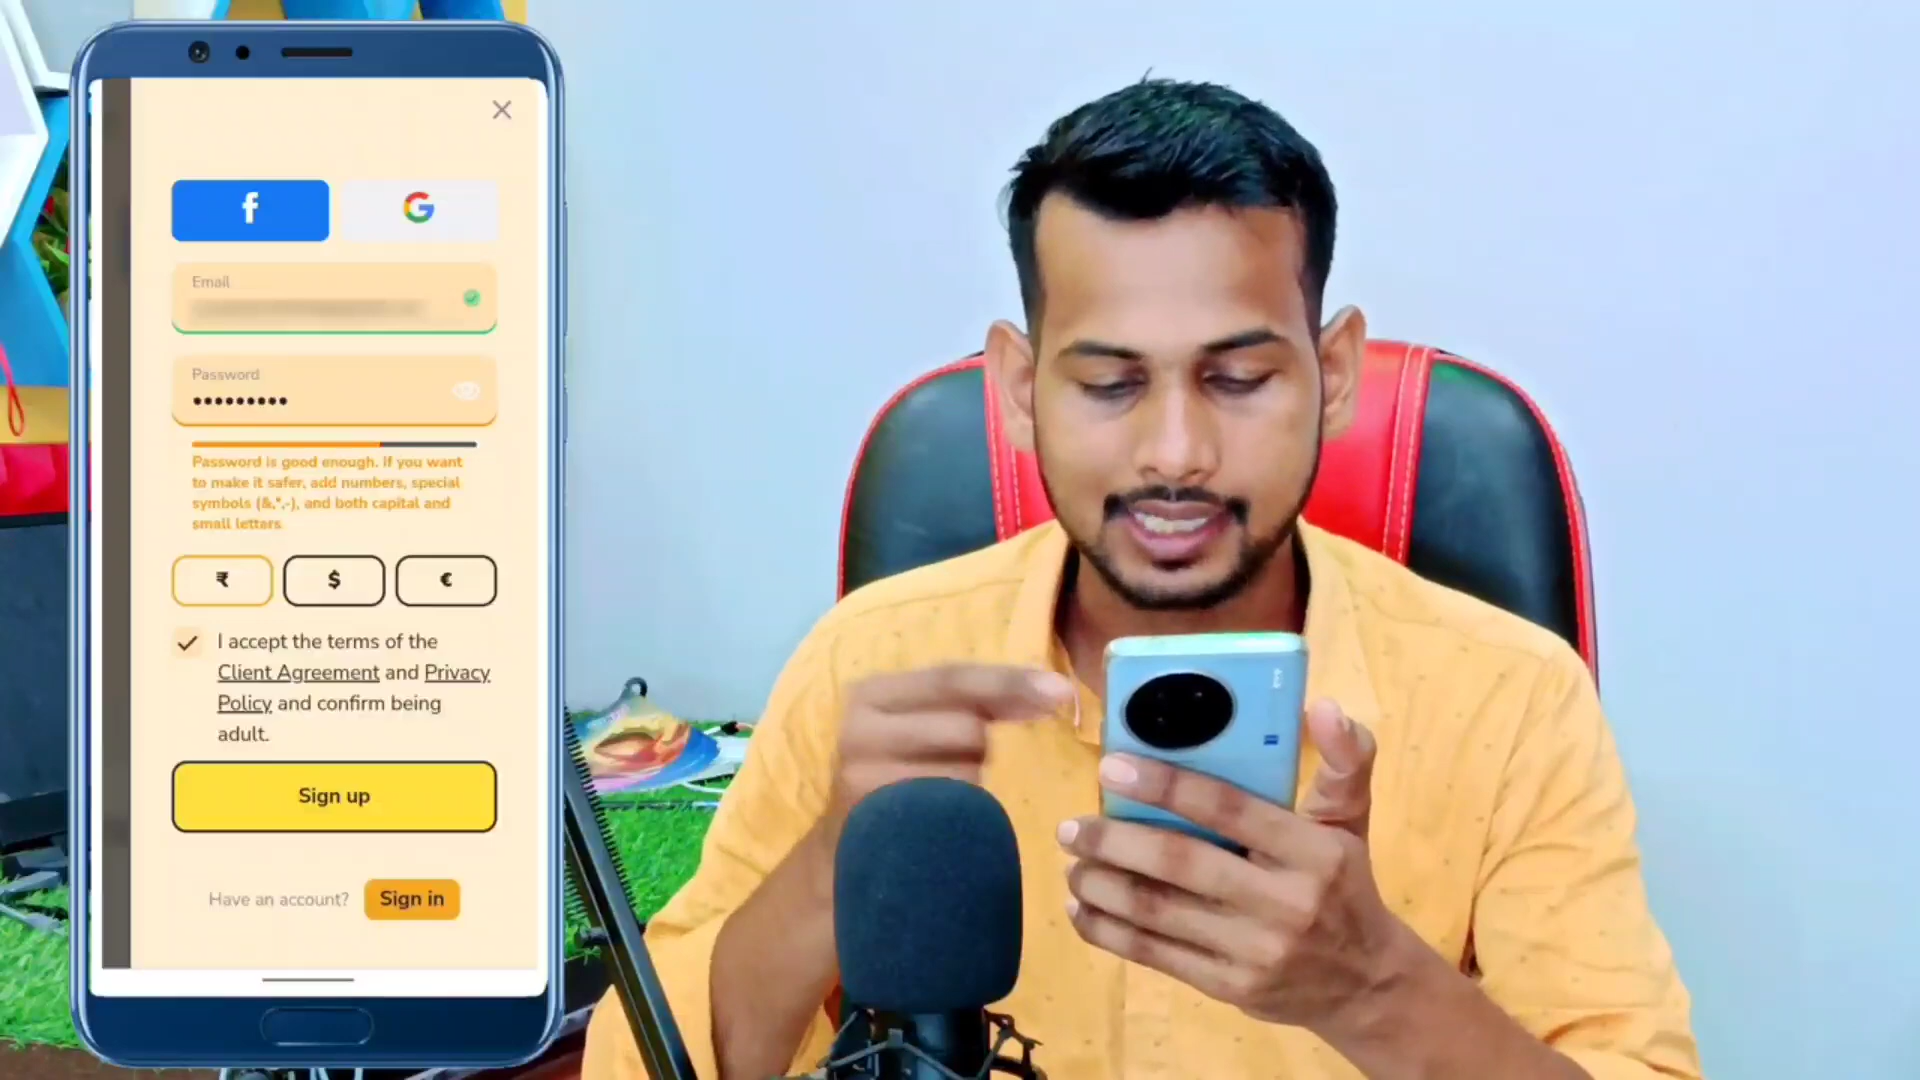 f G
Email
Password
•••••••••
Password is good enough. If you want
to make it safer, add numbers, special
symbols (&,*,-), and both capital and
small letters
₹ $ €
I accept the terms of the
Client Agreement and Privacy
Policy and confirm being
adult.
Sign up
Have an account? Sign in